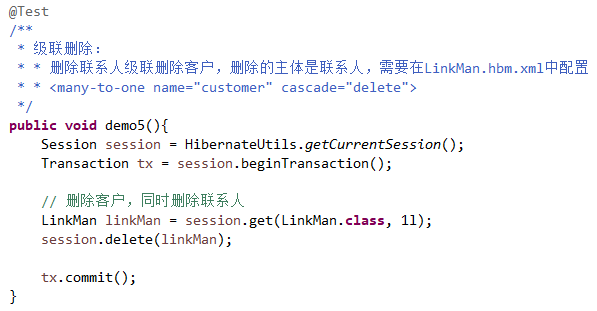 @Test
/**
 * 级联删除：
 * * 删除联系人级联删除客户，删除的主体是联系人，需要在LinkMan.hbm.xml中配置
 * * <many-to-one name="customer" cascade="delete">
 */
public void demo5(){
    Session session = HibernateUtils.getCurrentSession();
    Transaction tx = session.beginTransaction();

    // 删除客户，同时删除联系人
    LinkMan linkMan = session.get(LinkMan.class, 1l);
    session.delete(linkMan);

    tx.commit();
}